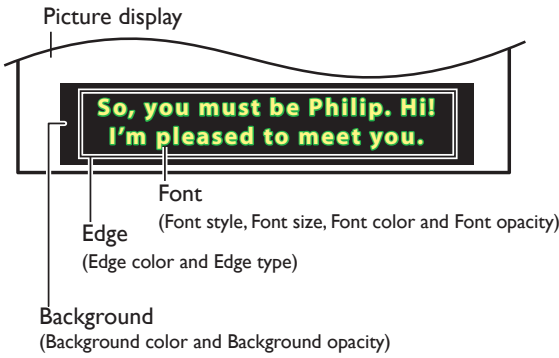 Picture display
So, you must be Philip. Hi!
I'm pleased to meet you.
Font
(Font style, Font size, Font color and Font opacity)
Edge
(Edge color and Edge type)
Background
(Background color and Background opacity)